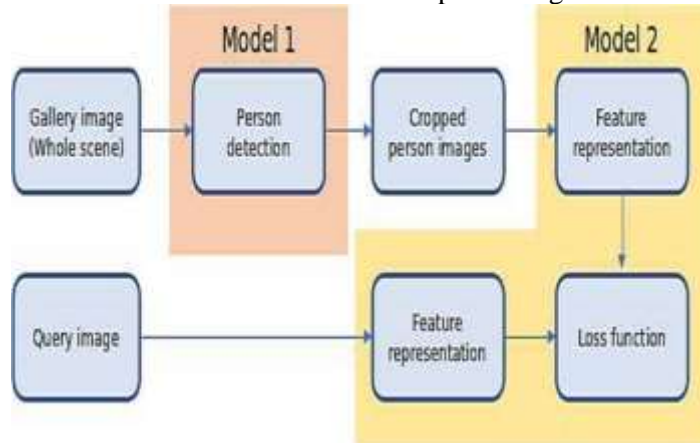 Model 1
Model 2
Gallery image
(Whole scene)
Person
detection
Cropped
person images
Feature
representation
Query image
Feature
representation
Loss function